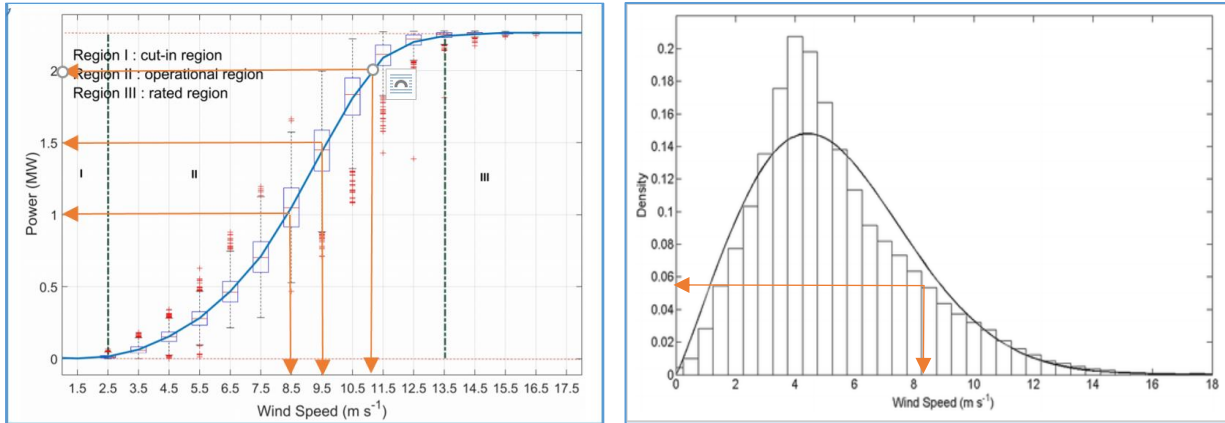 Region I : cut-in region
Region II : operational region
Region III : rated region
2
1.5
1
0.5
0
Power (MW)
I
II
III
1.5 2.5 3.5 4.5 5.5 6.5 7.5 8.5 9.5 10.5 11.5 12.5 13.5 14.5 15.5 16.5 17.5
Wind Speed (m s⁻¹)
0.2
0.18
0.16
0.14
0.12
0.1
0.08
0.06
0.04
0.02
0
Density
0 2 4 6 8 10 12 14 16 18
Wind Speed (m s⁻¹)